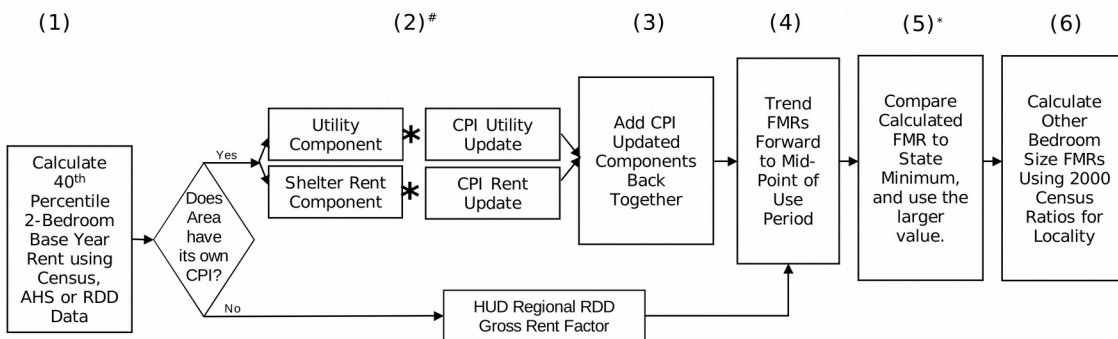 (1)
(2)#
(3)
(4)
(5)*
(6)
Calculate
40th
Percentile
2-Bedroom
Base Year
Rent using
Census,
AHS or RDD
Data
Does
Area
have
its own
CPI?
Yes
No
Utility
Component
*
CPI Utility
Update
Shelter Rent
Component
*
CPI Rent
Update
HUD Regional RDD
Gross Rent Factor
Add CPI
Updated
Components
Back
Together
Trend
FMRs
Forward
to Mid-
Point of
Use
Period
Compare
Calculated
FMR to
State
Minimum,
and use the
larger
value.
Calculate
Other
Bedroom
Size FMRs
Using 2000
Census
Ratios for
Locality